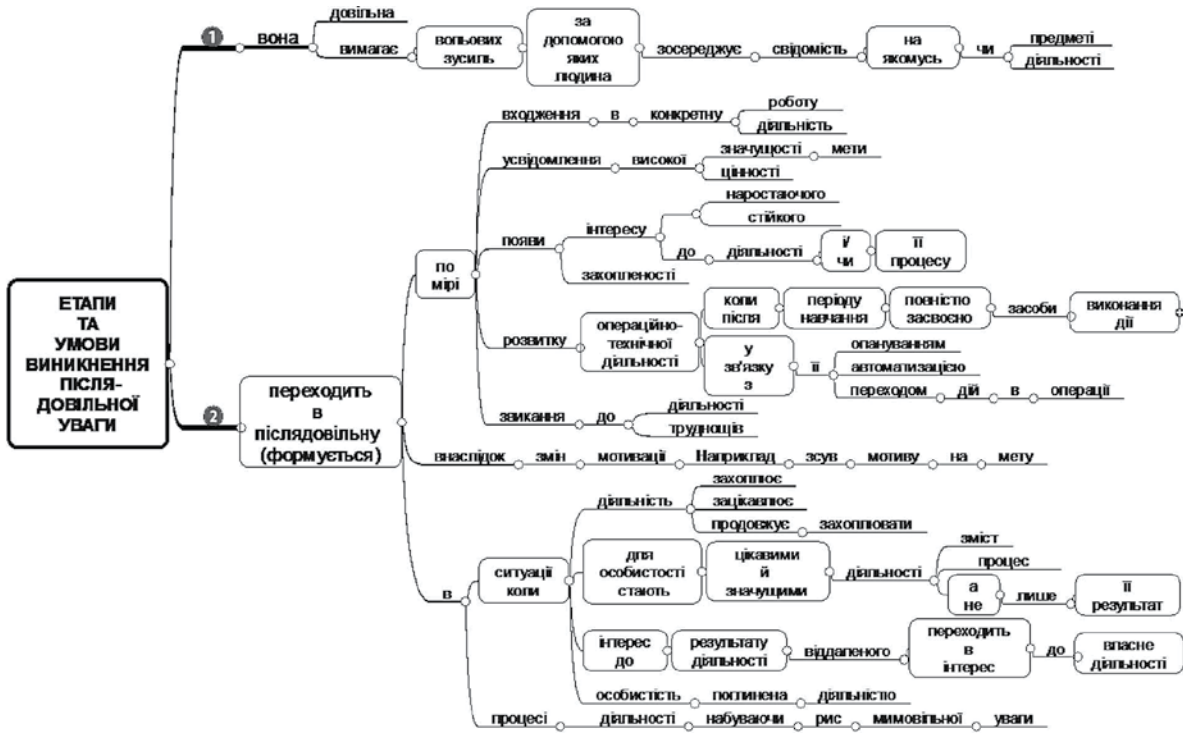 ЕТАПИ
ТА
УМОВИ
ВИНИКНЕННЯ
ПІСЛЯ-
ДОВІЛЬНОЇ
УВАГИ
1
вона
довільна
вимагає
вольових
зусиль
за
допомогою
яких
людина
зосереджує
свідомість
на
якомусь
чи
предметі
діяльності
2
переходить
в
післядовільну
(формується)
по
мірі
входження
в
конкретну
роботу
діяльність
усвідомлення
високої
значущості
мети
цінності
появи
інтересу
наростаючого
стійкого
до
діяльності
і/
чи
її
процесу
захопленості
розвитку
операційно-
технічної
діяльності
коли
після
періоду
навчання
повністю
засвоєно
засоби
виконання
дії
у
зв'язку
з
її
опануванням
автоматизацією
переходом
дій
в
операції
звикання
до
діяльності
труднощів
внаслідок
змін
мотивації
Наприклад
зсув
мотиву
на
мету
в
ситуації
коли
діяльність
захоплює
зацікавлює
продовжує
захоплювати
для
особистості
стають
цікавими
й
значущими
діяльності
зміст
процес
а
не
лише
її
результат
інтерес
до
результату
діяльності
віддаленого
переходить
в
інтерес
до
власне
діяльності
особистість
поглинена
діяльністю
процесі
діяльності
набуваючи
рис
мимовільної
уваги